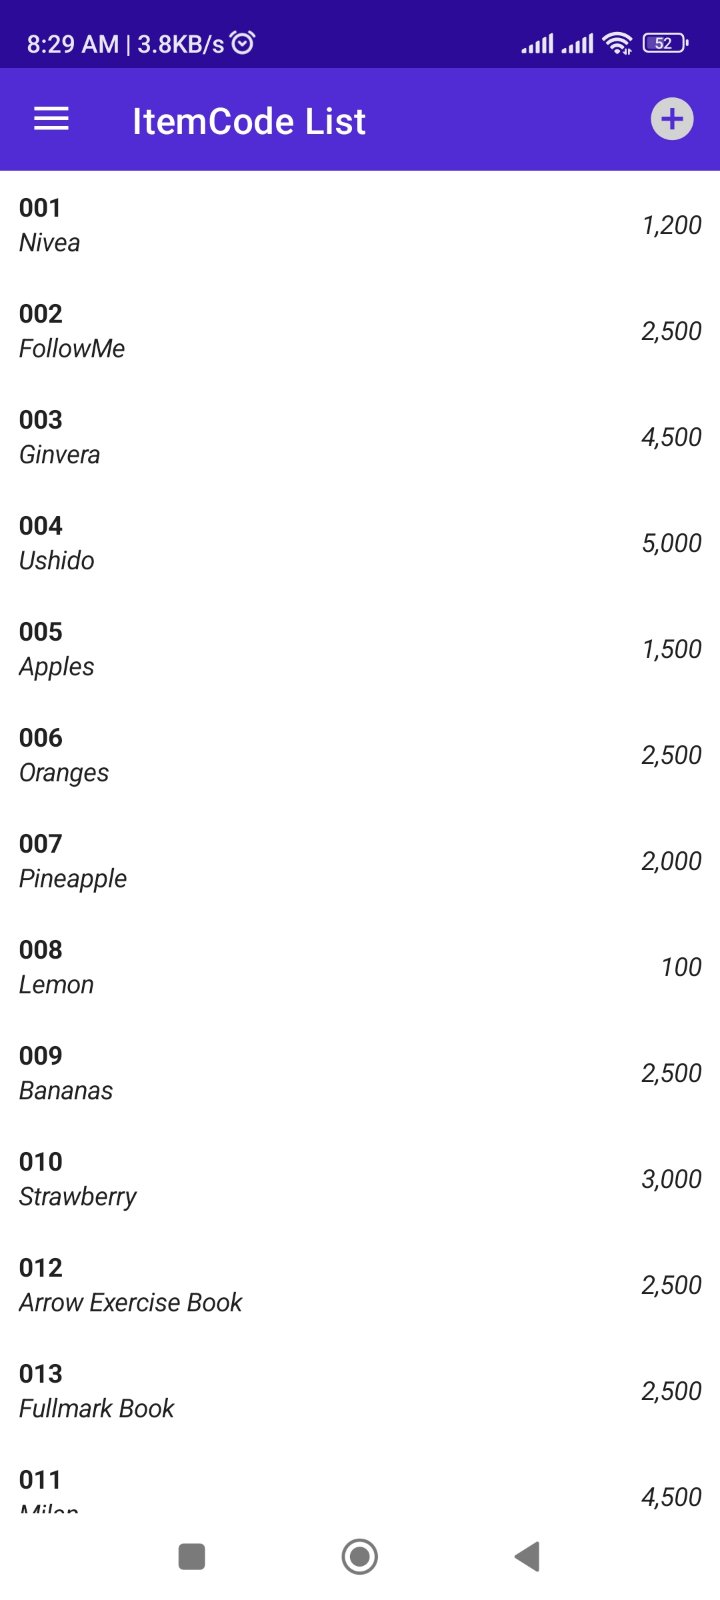 8:29 AM | 3.8KB/s
52
ItemCode List
001
Nivea
1,200
002
FollowMe
2,500
003
Ginvera
4,500
004
Ushido
5,000
005
Apples
1,500
006
Oranges
2,500
007
Pineapple
2,000
008
Lemon
100
009
Bananas
2,500
010
Strawberry
3,000
012
Arrow Exercise Book
2,500
013
Fullmark Book
2,500
011
4,500